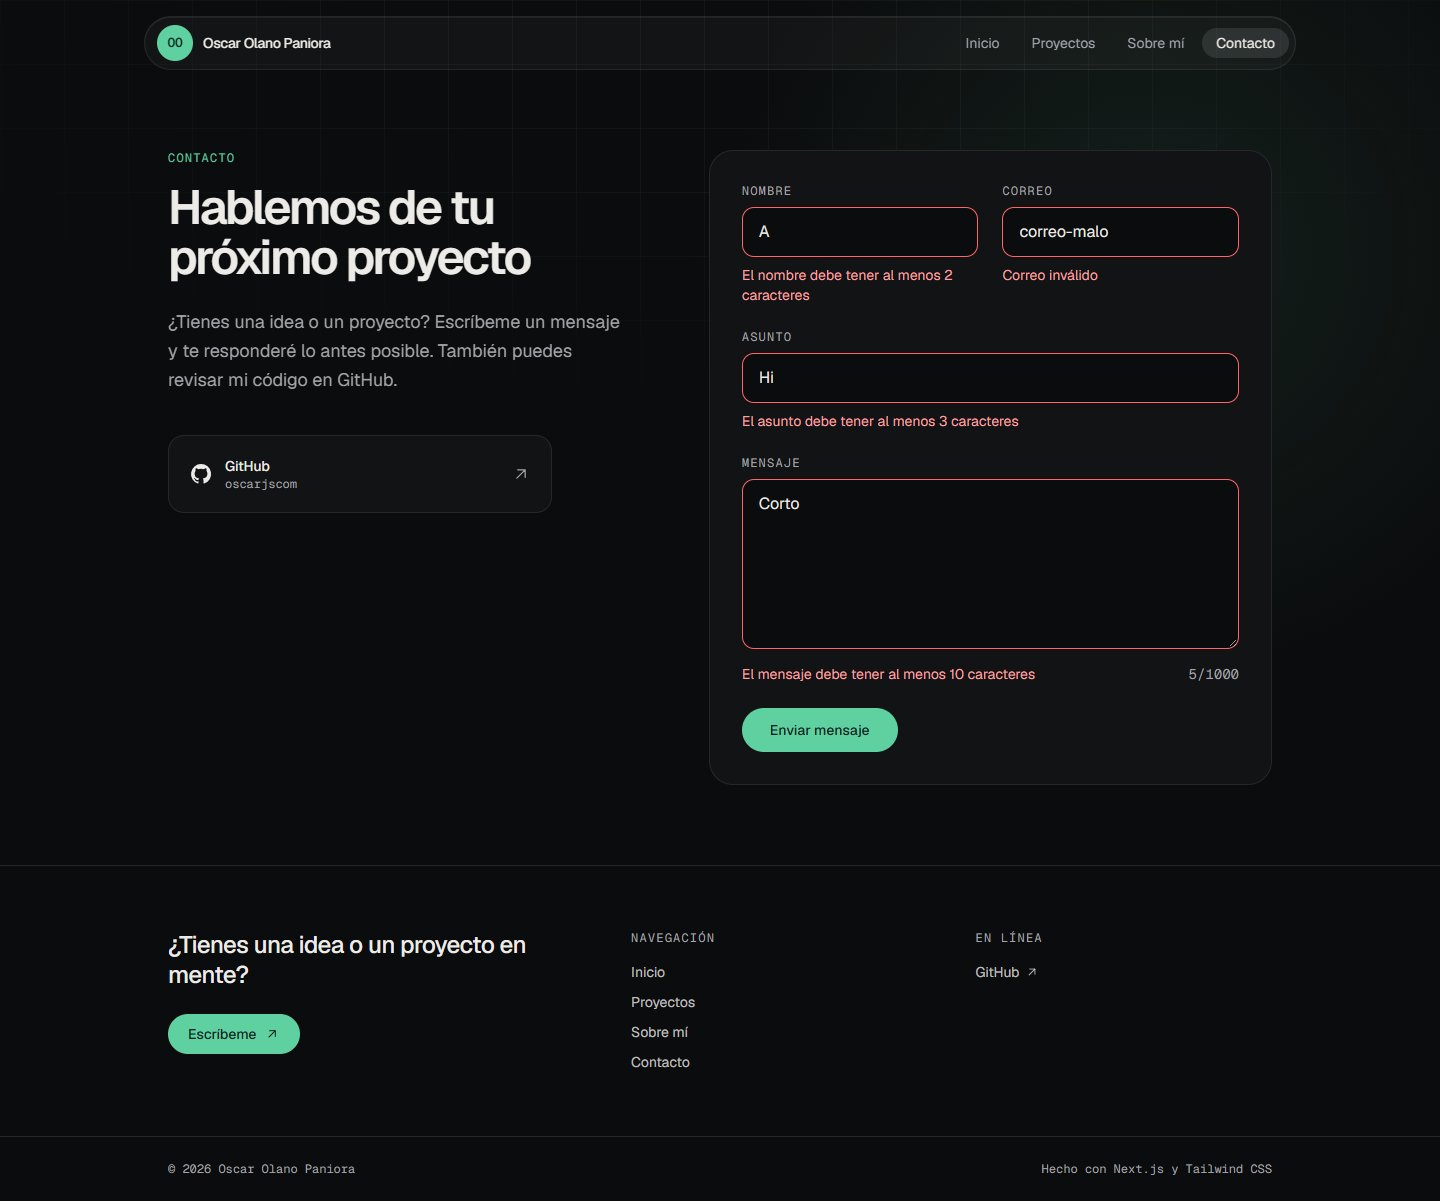 OO
Oscar Olano Paniora
Inicio
Proyectos
Sobre mí
Contacto
CONTACTO
Hablemos de tu
próximo proyecto
¿Tienes una idea o un proyecto? Escríbeme un mensaje
y te responderé lo antes posible. También puedes
revisar mi código en GitHub.
GitHub
oscarjscom
NOMBRE
A
El nombre debe tener al menos 2
caracteres
CORREO
correo-malo
Correo inválido
ASUNTO
Hi
El asunto debe tener al menos 3 caracteres
MENSAJE
Corto
El mensaje debe tener al menos 10 caracteres
5/1000
Enviar mensaje
¿Tienes una idea o un proyecto en
mente?
Escríbeme
NAVEGACIÓN
Inicio
Proyectos
Sobre mí
Contacto
EN LÍNEA
GitHub
© 2026 Oscar Olano Paniora
Hecho con Next.js y Tailwind CSS